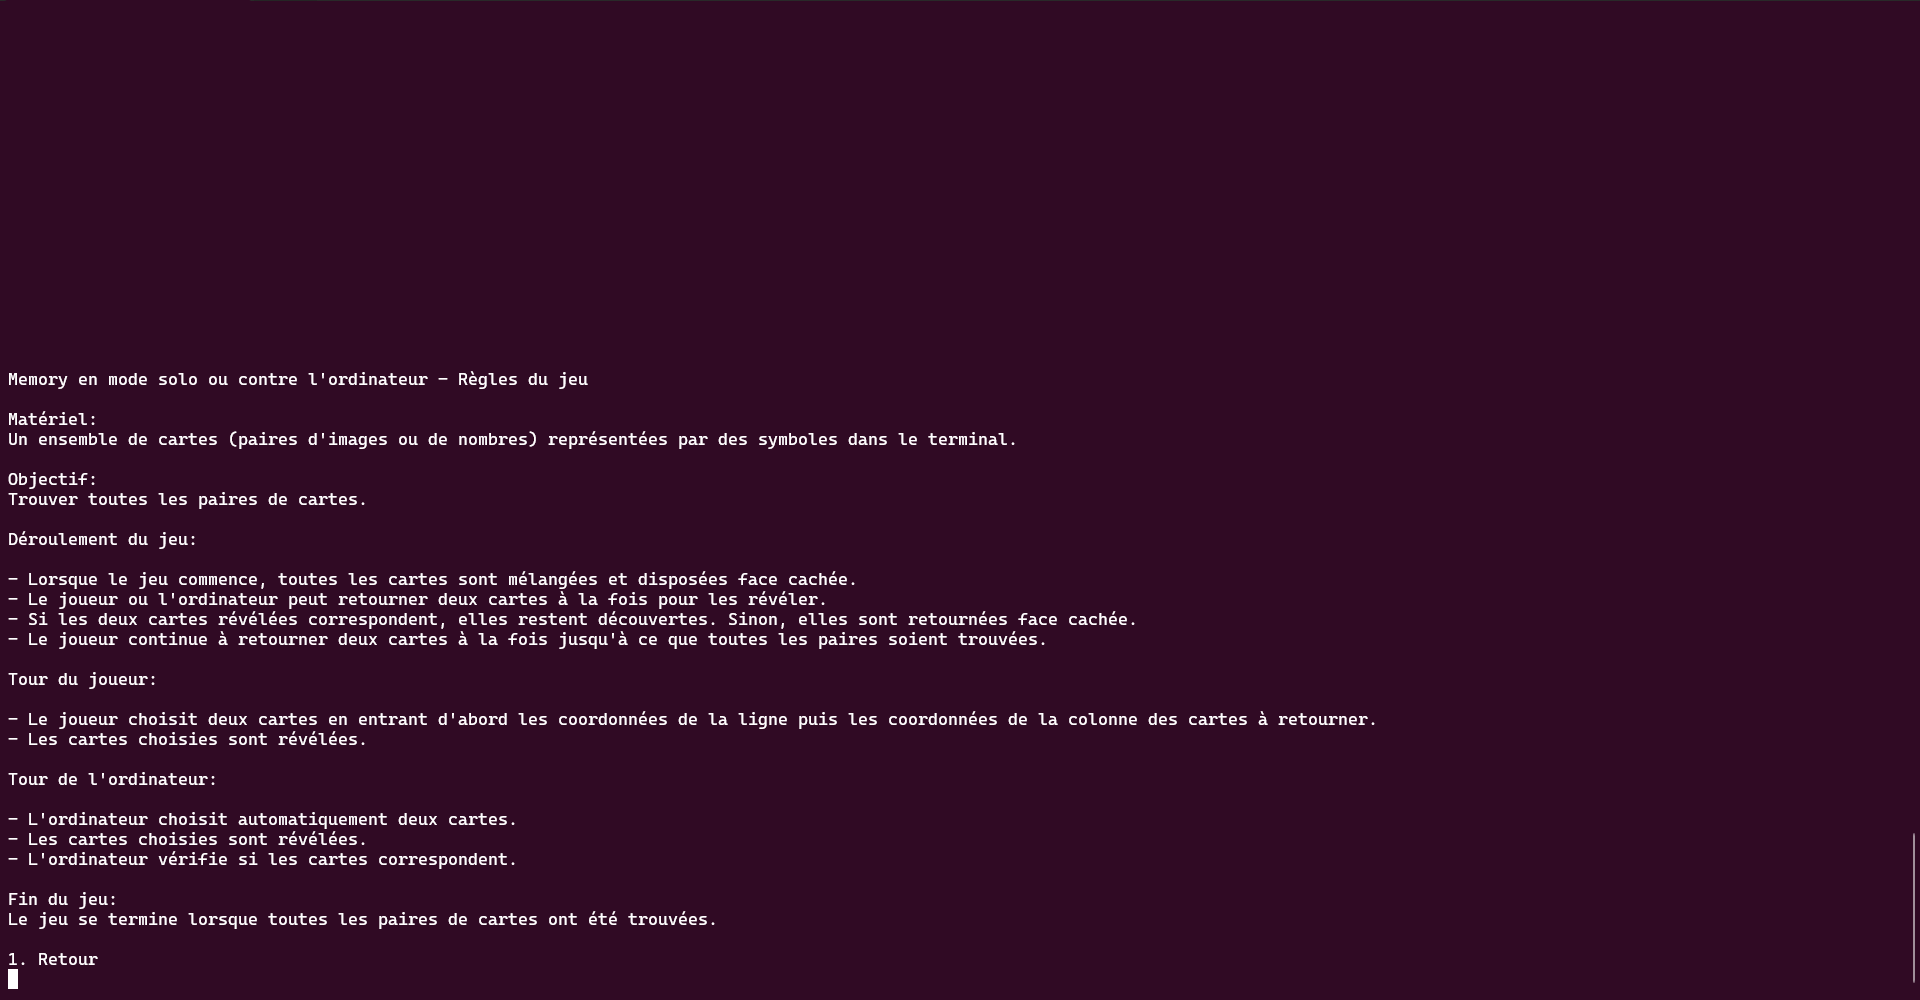 Memory en mode solo ou contre l'ordinateur - Règles du jeu
Matériel:
Un ensemble de cartes (paires d'images ou de nombres) représentées par des symboles dans le terminal.
Objectif:
Trouver toutes les paires de cartes.
Déroulement du jeu:
- Lorsque le jeu commence, toutes les cartes sont mélangées et disposées face cachée.
- Le joueur ou l'ordinateur peut retourner deux cartes à la fois pour les révéler.
- Si les deux cartes révélées correspondent, elles restent découvertes. Sinon, elles sont retournées face cachée.
- Le joueur continue à retourner deux cartes à la fois jusqu'à ce que toutes les paires soient trouvées.
Tour du joueur:
- Le joueur choisit deux cartes en entrant d'abord les coordonnées de la ligne puis les coordonnées de la colonne des cartes à retourner.
- Les cartes choisies sont révélées.
Tour de l'ordinateur:
- L'ordinateur choisit automatiquement deux cartes.
- Les cartes choisies sont révélées.
- L'ordinateur vérifie si les cartes correspondent.
Fin du jeu:
Le jeu se termine lorsque toutes les paires de cartes ont été trouvées.
1. Retour